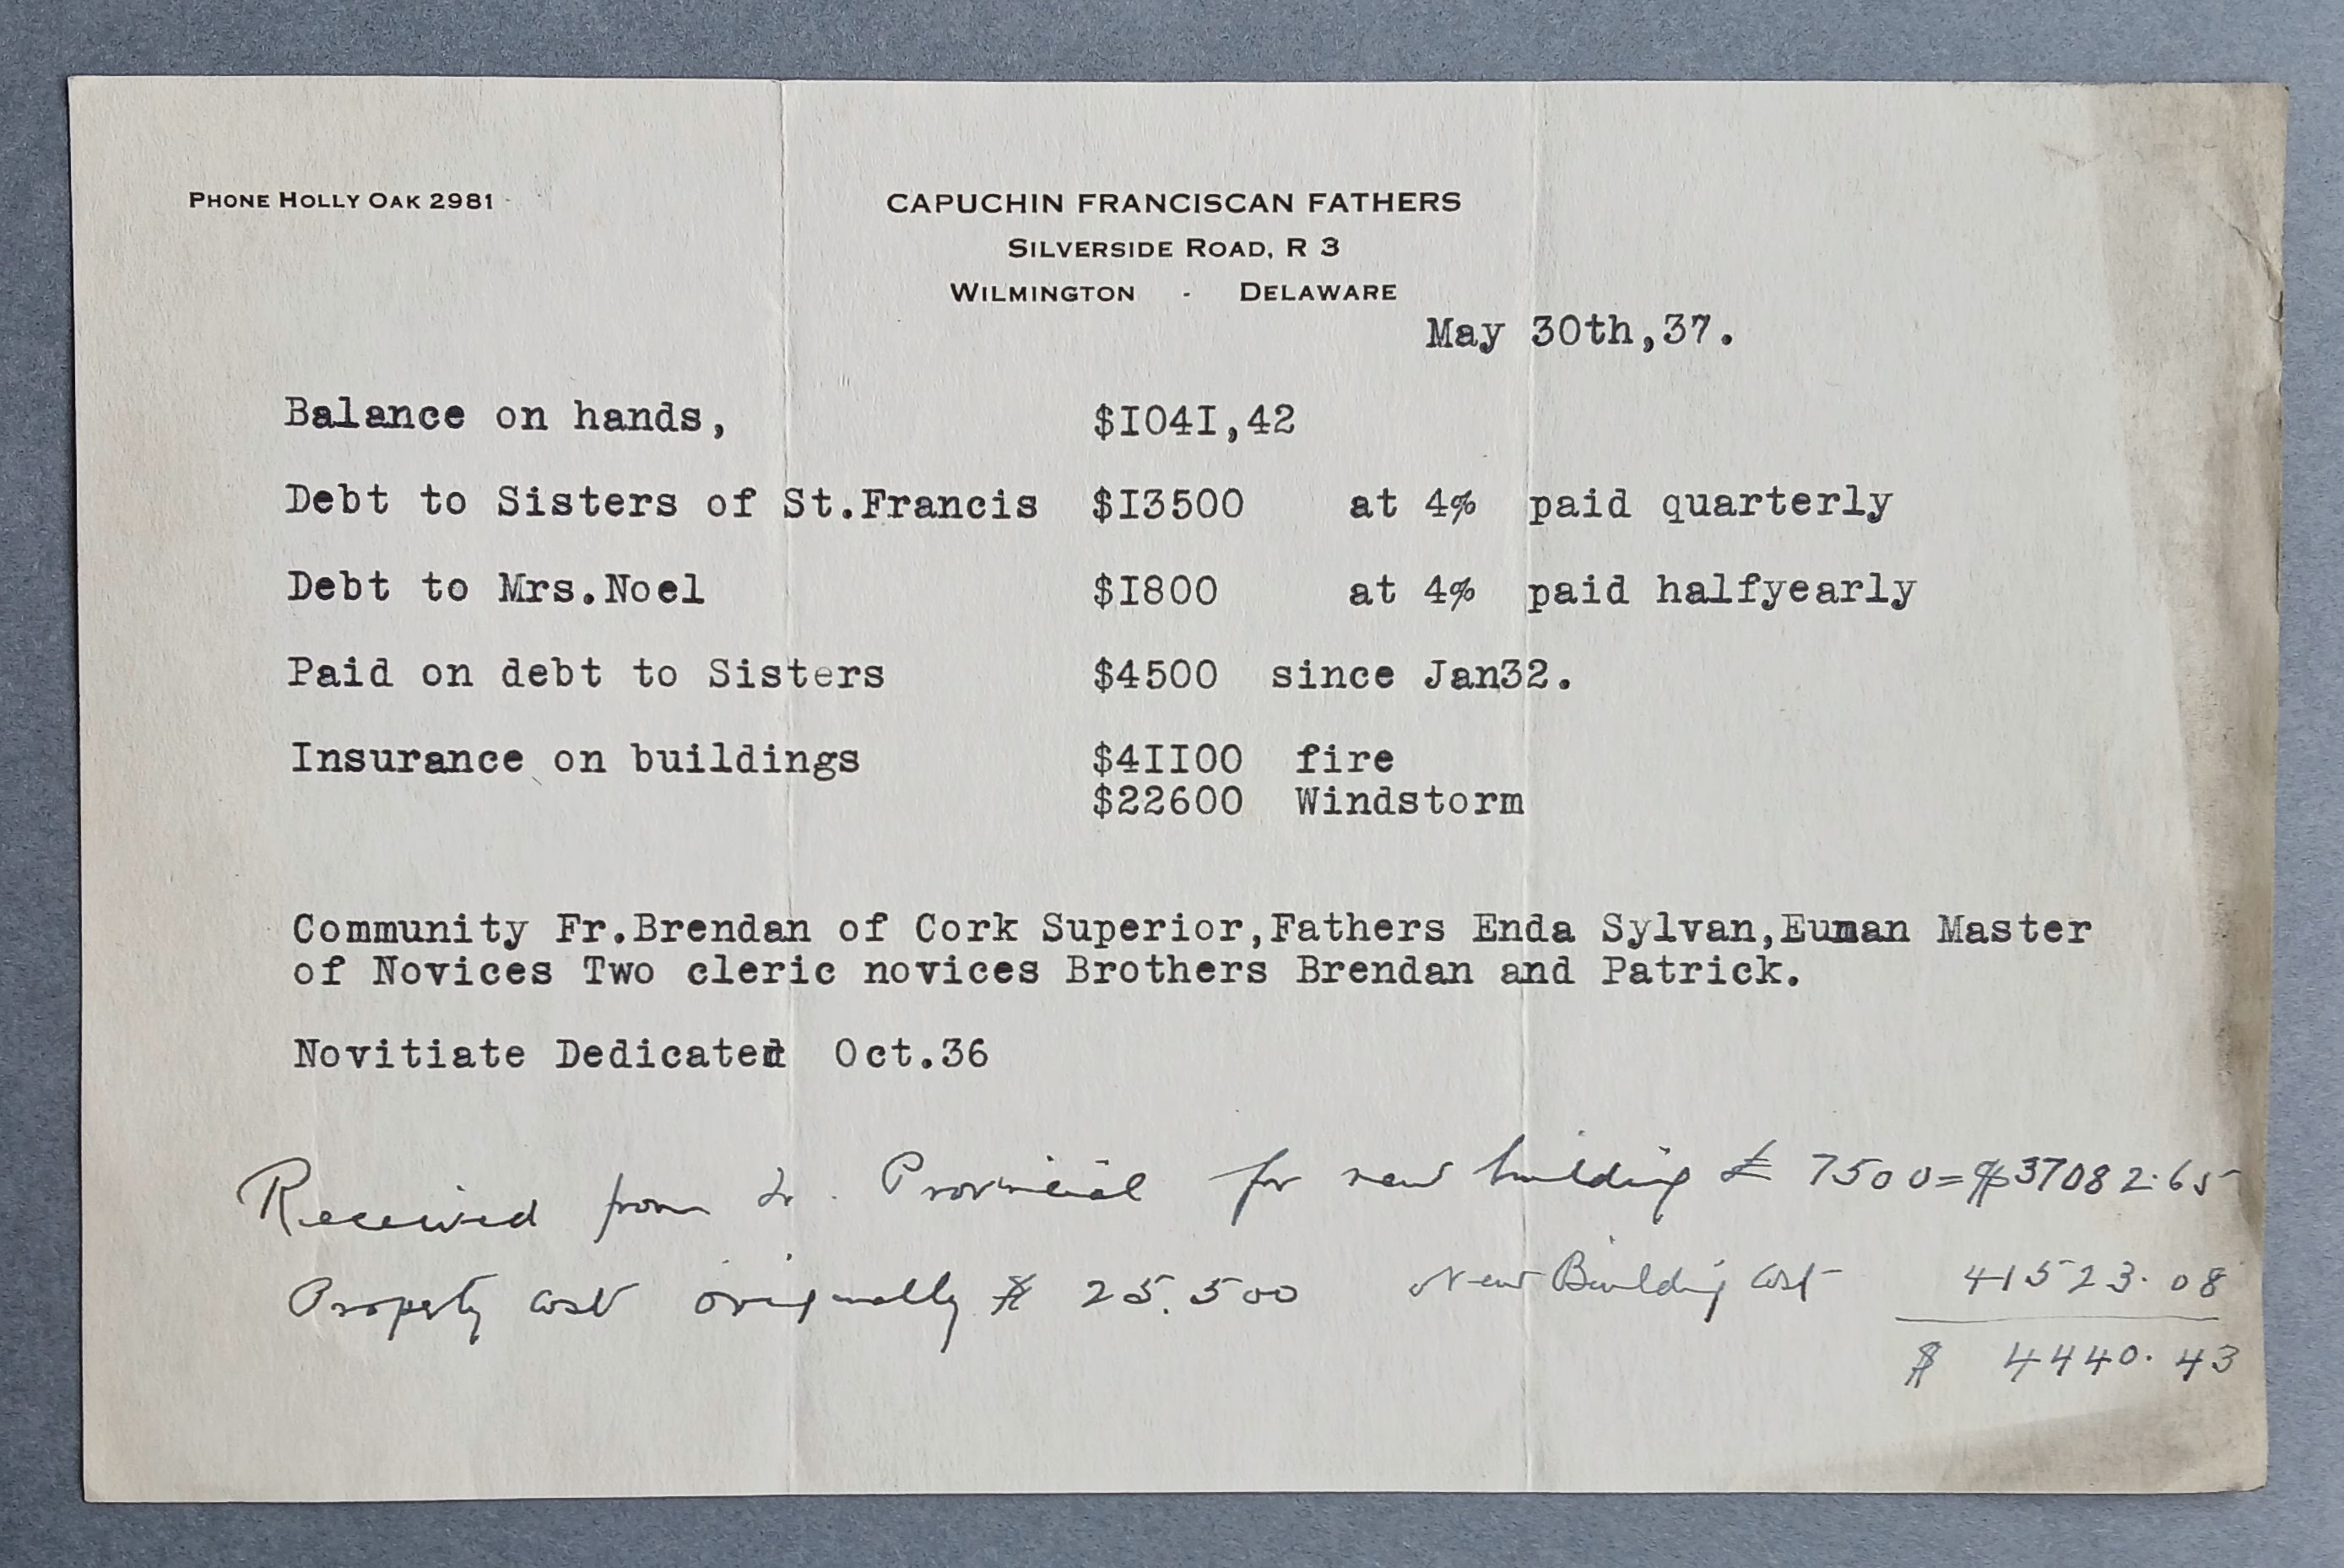 PHONE HOLLY OAK 2981
CAPUCHIN FRANCISCAN FATHERS
SILVERSIDE ROAD, R 3
WILMINGTON - DELAWARE
May 30th,37.
Balance on hands, $I04I,42
Debt to Sisters of St.Francis $I3500 at 4% paid quarterly
Debt to Mrs.Noel $I800 at 4% paid halfyearly
Paid on debt to Sisters $4500 since Jan32.
Insurance on buildings $4II00 fire
$22600 Windstorm
Community Fr.Brendan of Cork Superior,Fathers Enda Sylvan,Eunan Master
of Novices Two cleric novices Brothers Brendan and Patrick.
Novitiate Dedicated Oct.36
Received from Fr. Provincial for new building £ 7500=$37082.65
Property cost originally $ 25.500 New Building Cost 41523.08
$ 4440.43